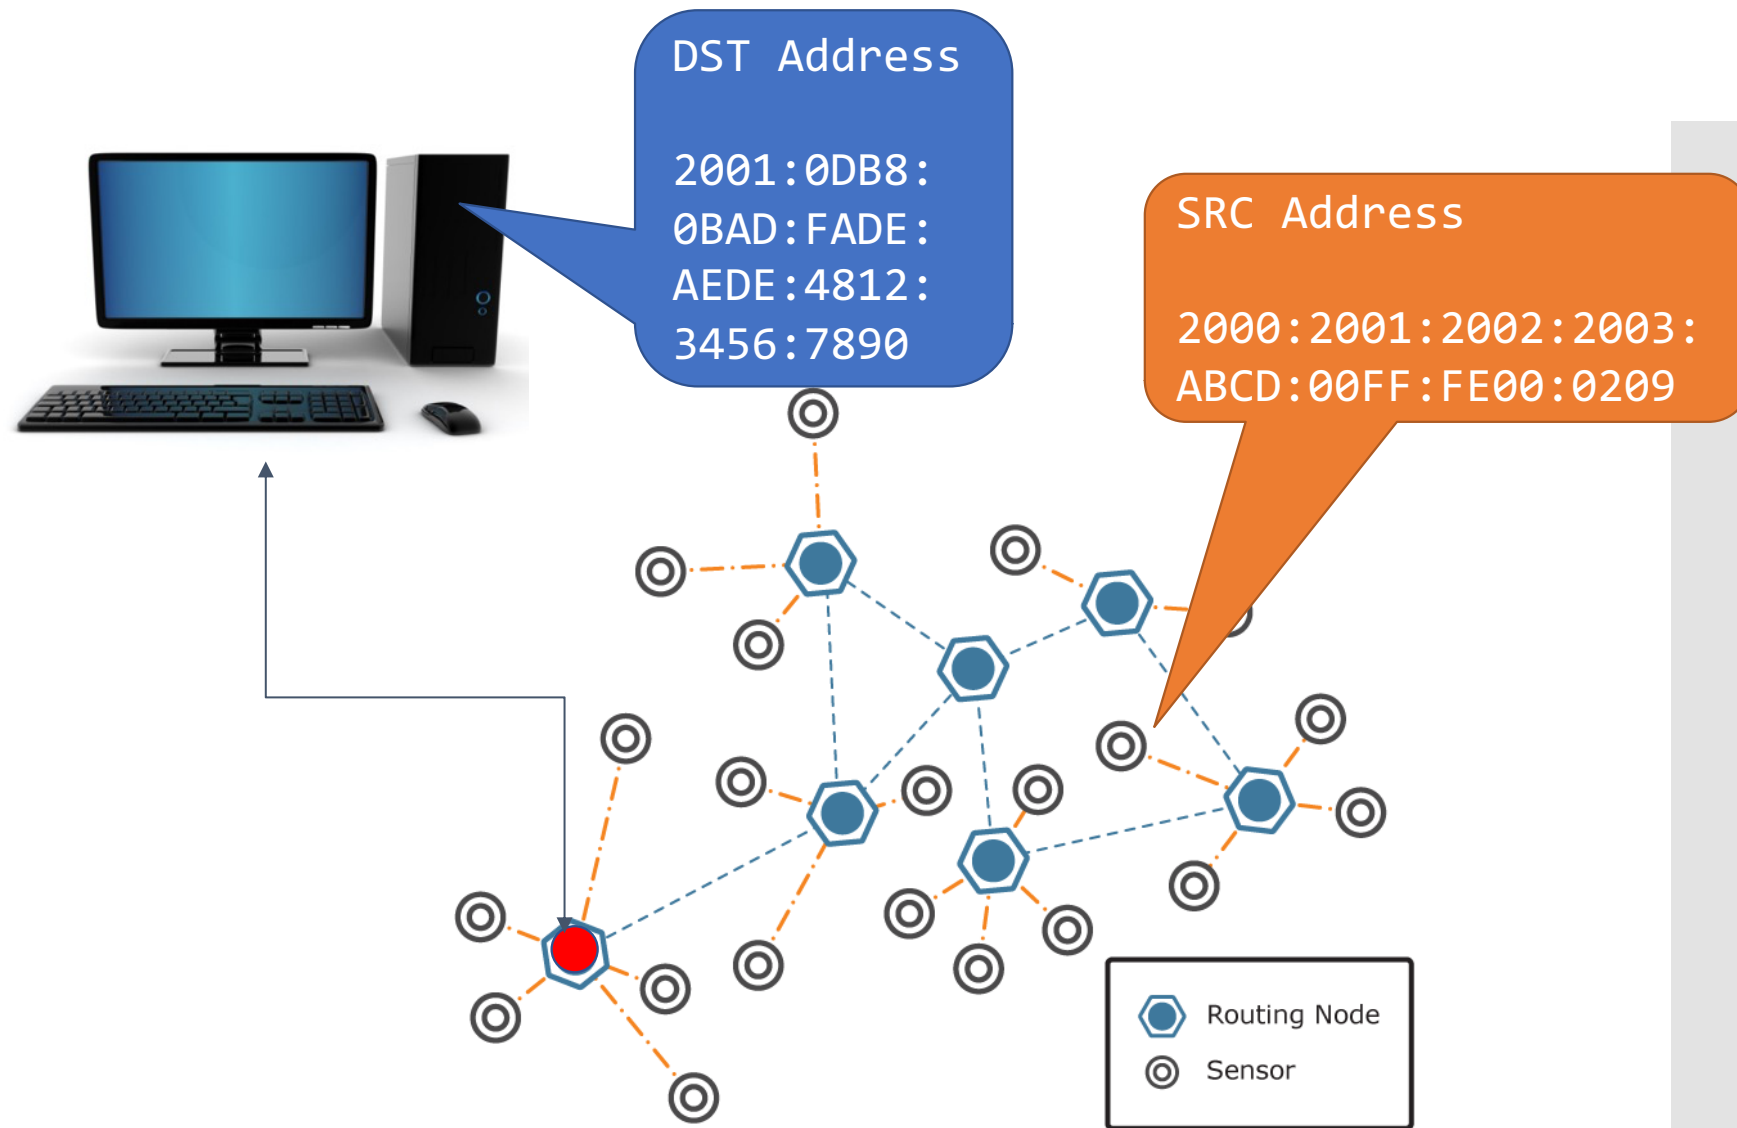 DST Address
2001:0DB8:
0BAD:FADE:
AEDE:4812:
3456:7890
SRC Address
2000:2001:2002:2003:
ABCD:00FF:FE00:0209
Routing Node
Sensor